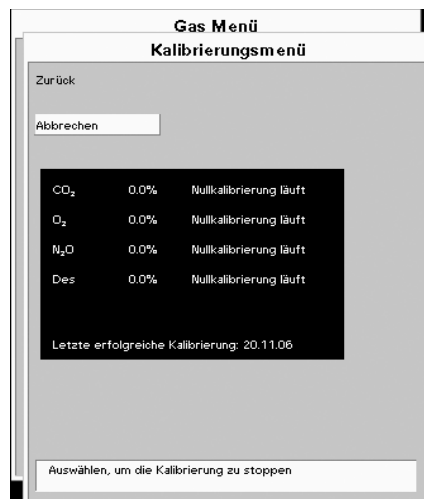 Gas Menü
Kalibrierungsmenü
Zurück
Abbrechen
CO₂ 0.0% Nullkalibrierung läuft
O₂ 0.0% Nullkalibrierung läuft
N₂O 0.0% Nullkalibrierung läuft
Des 0.0% Nullkalibrierung läuft
Letzte erfolgreiche Kalibrierung: 20.11.06
Auswählen, um die Kalibrierung zu stoppen